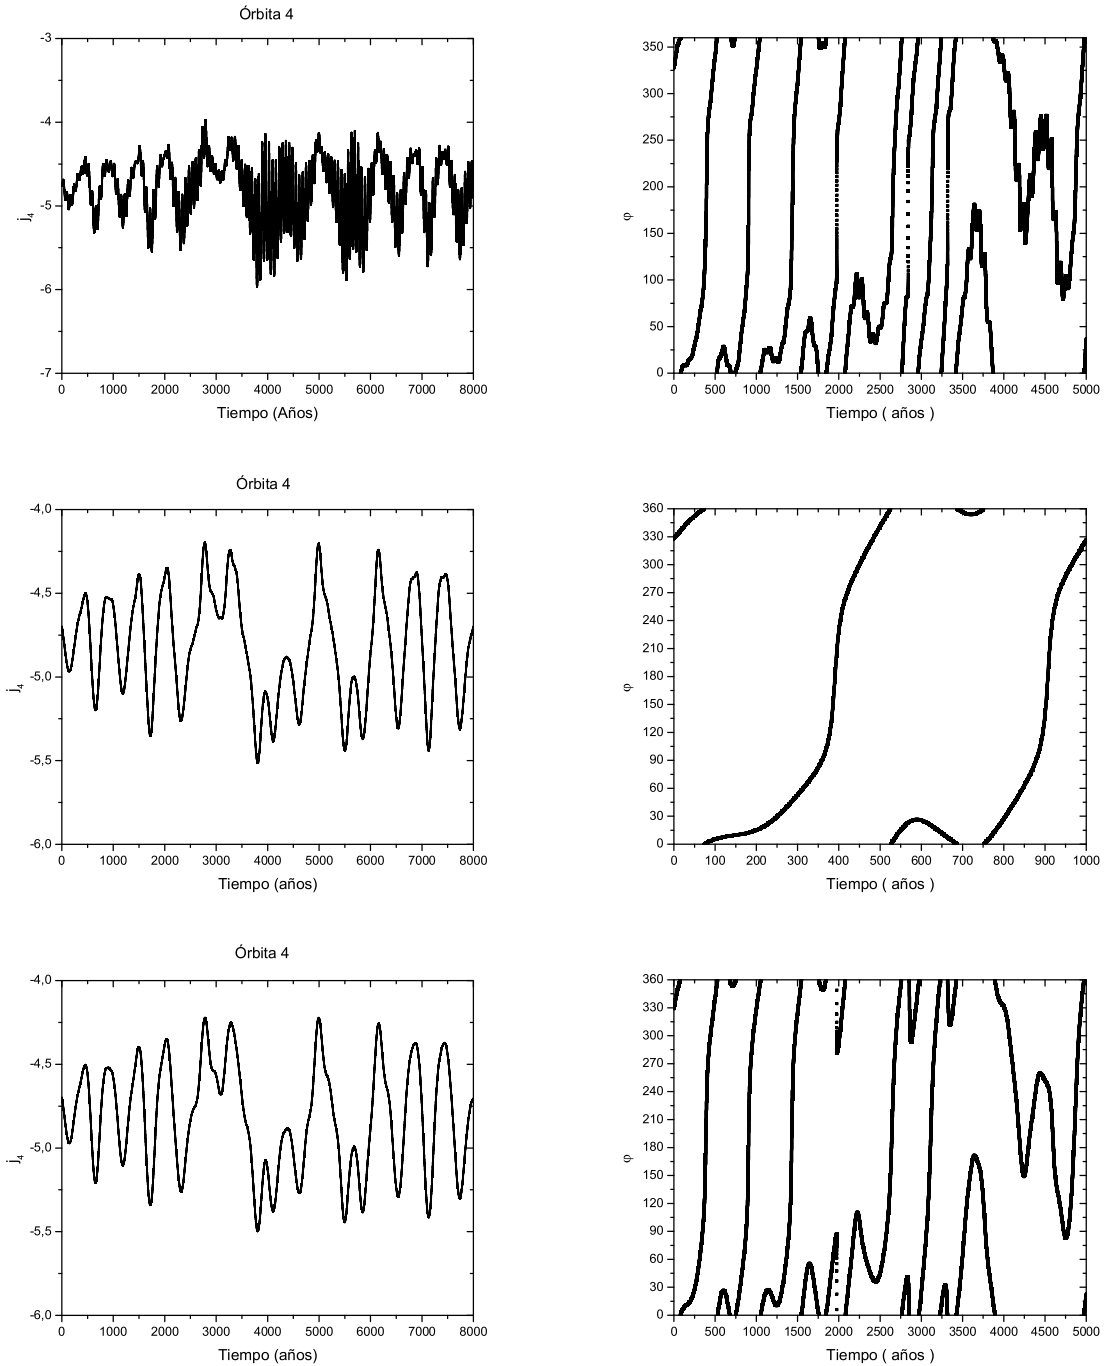 Órbita 4
-3
-4
-5
-6
-7
j4
0 1000 2000 3000 4000 5000 6000 7000 8000
Tiempo (Años)
350
300
250
200
150
100
50
0
φ
0 500 1000 1500 2000 2500 3000 3500 4000 4500 5000
Tiempo ( años )
Órbita 4
-4,0
-4,5
-5,0
-5,5
-6,0
j4
0 1000 2000 3000 4000 5000 6000 7000 8000
Tiempo (años)
360
330
300
270
240
210
180
150
120
90
60
30
0
φ
0 100 200 300 400 500 600 700 800 900 1000
Tiempo ( años )
Órbita 4
-4,0
-4,5
-5,0
-5,5
-6,0
j4
0 1000 2000 3000 4000 5000 6000 7000 8000
Tiempo (años)
360
330
300
270
240
210
180
150
120
90
60
30
0
φ
0 500 1000 1500 2000 2500 3000 3500 4000 4500 5000
Tiempo ( años )